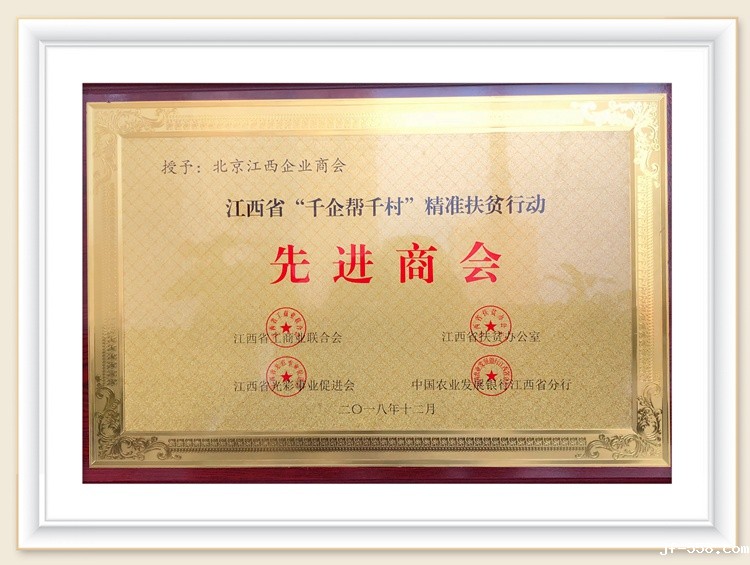 授予：北京江西企业商会
江西省“千企帮千村”精准扶贫行动
先进商会
江西省工商业联合会 江西省扶贫办公室
江西省光彩事业促进会 中国农业发展银行江西省分行
二〇一八年十二月
jf-558.com